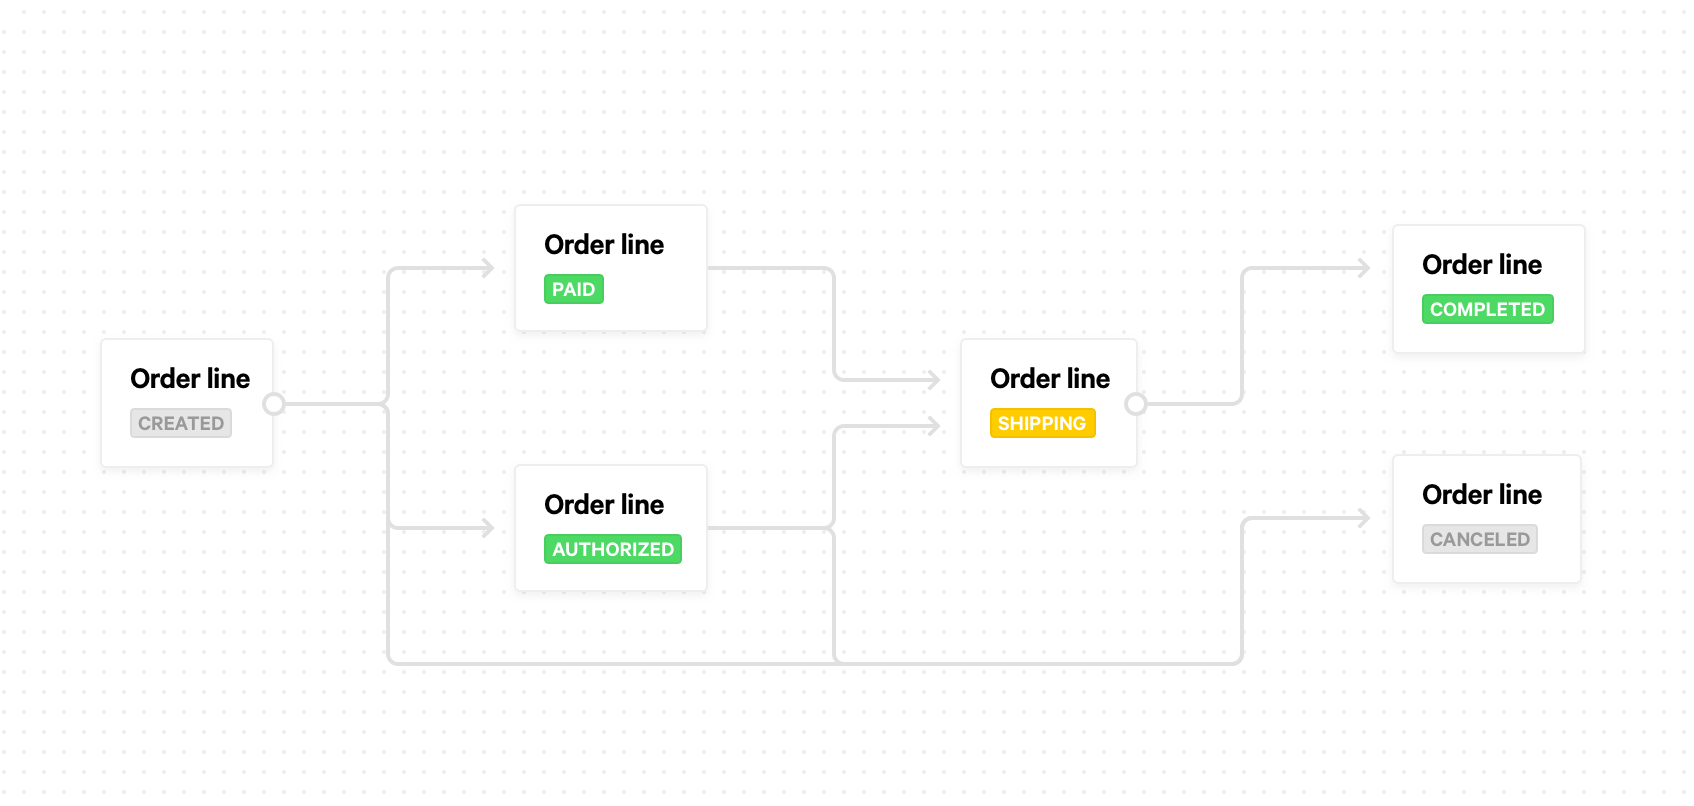 Order line
PAID
Order line
COMPLETED
Order line
CREATED
Order line
SHIPPING
Order line
AUTHORIZED
Order line
CANCELED